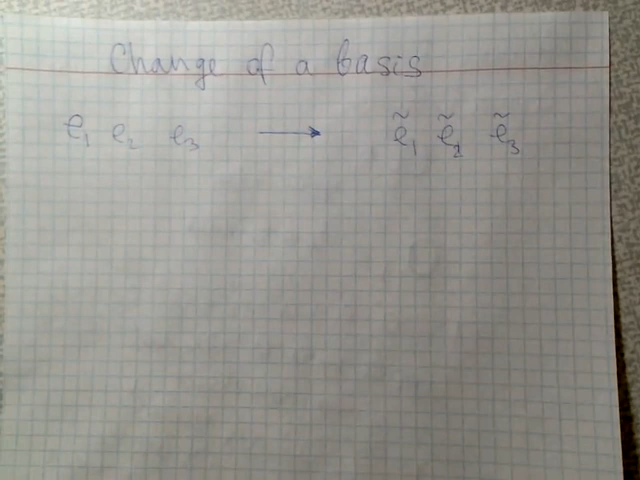 Change of a basis
e₁ e₂ e₃ → ẽ₁ ẽ₂ ẽ₃